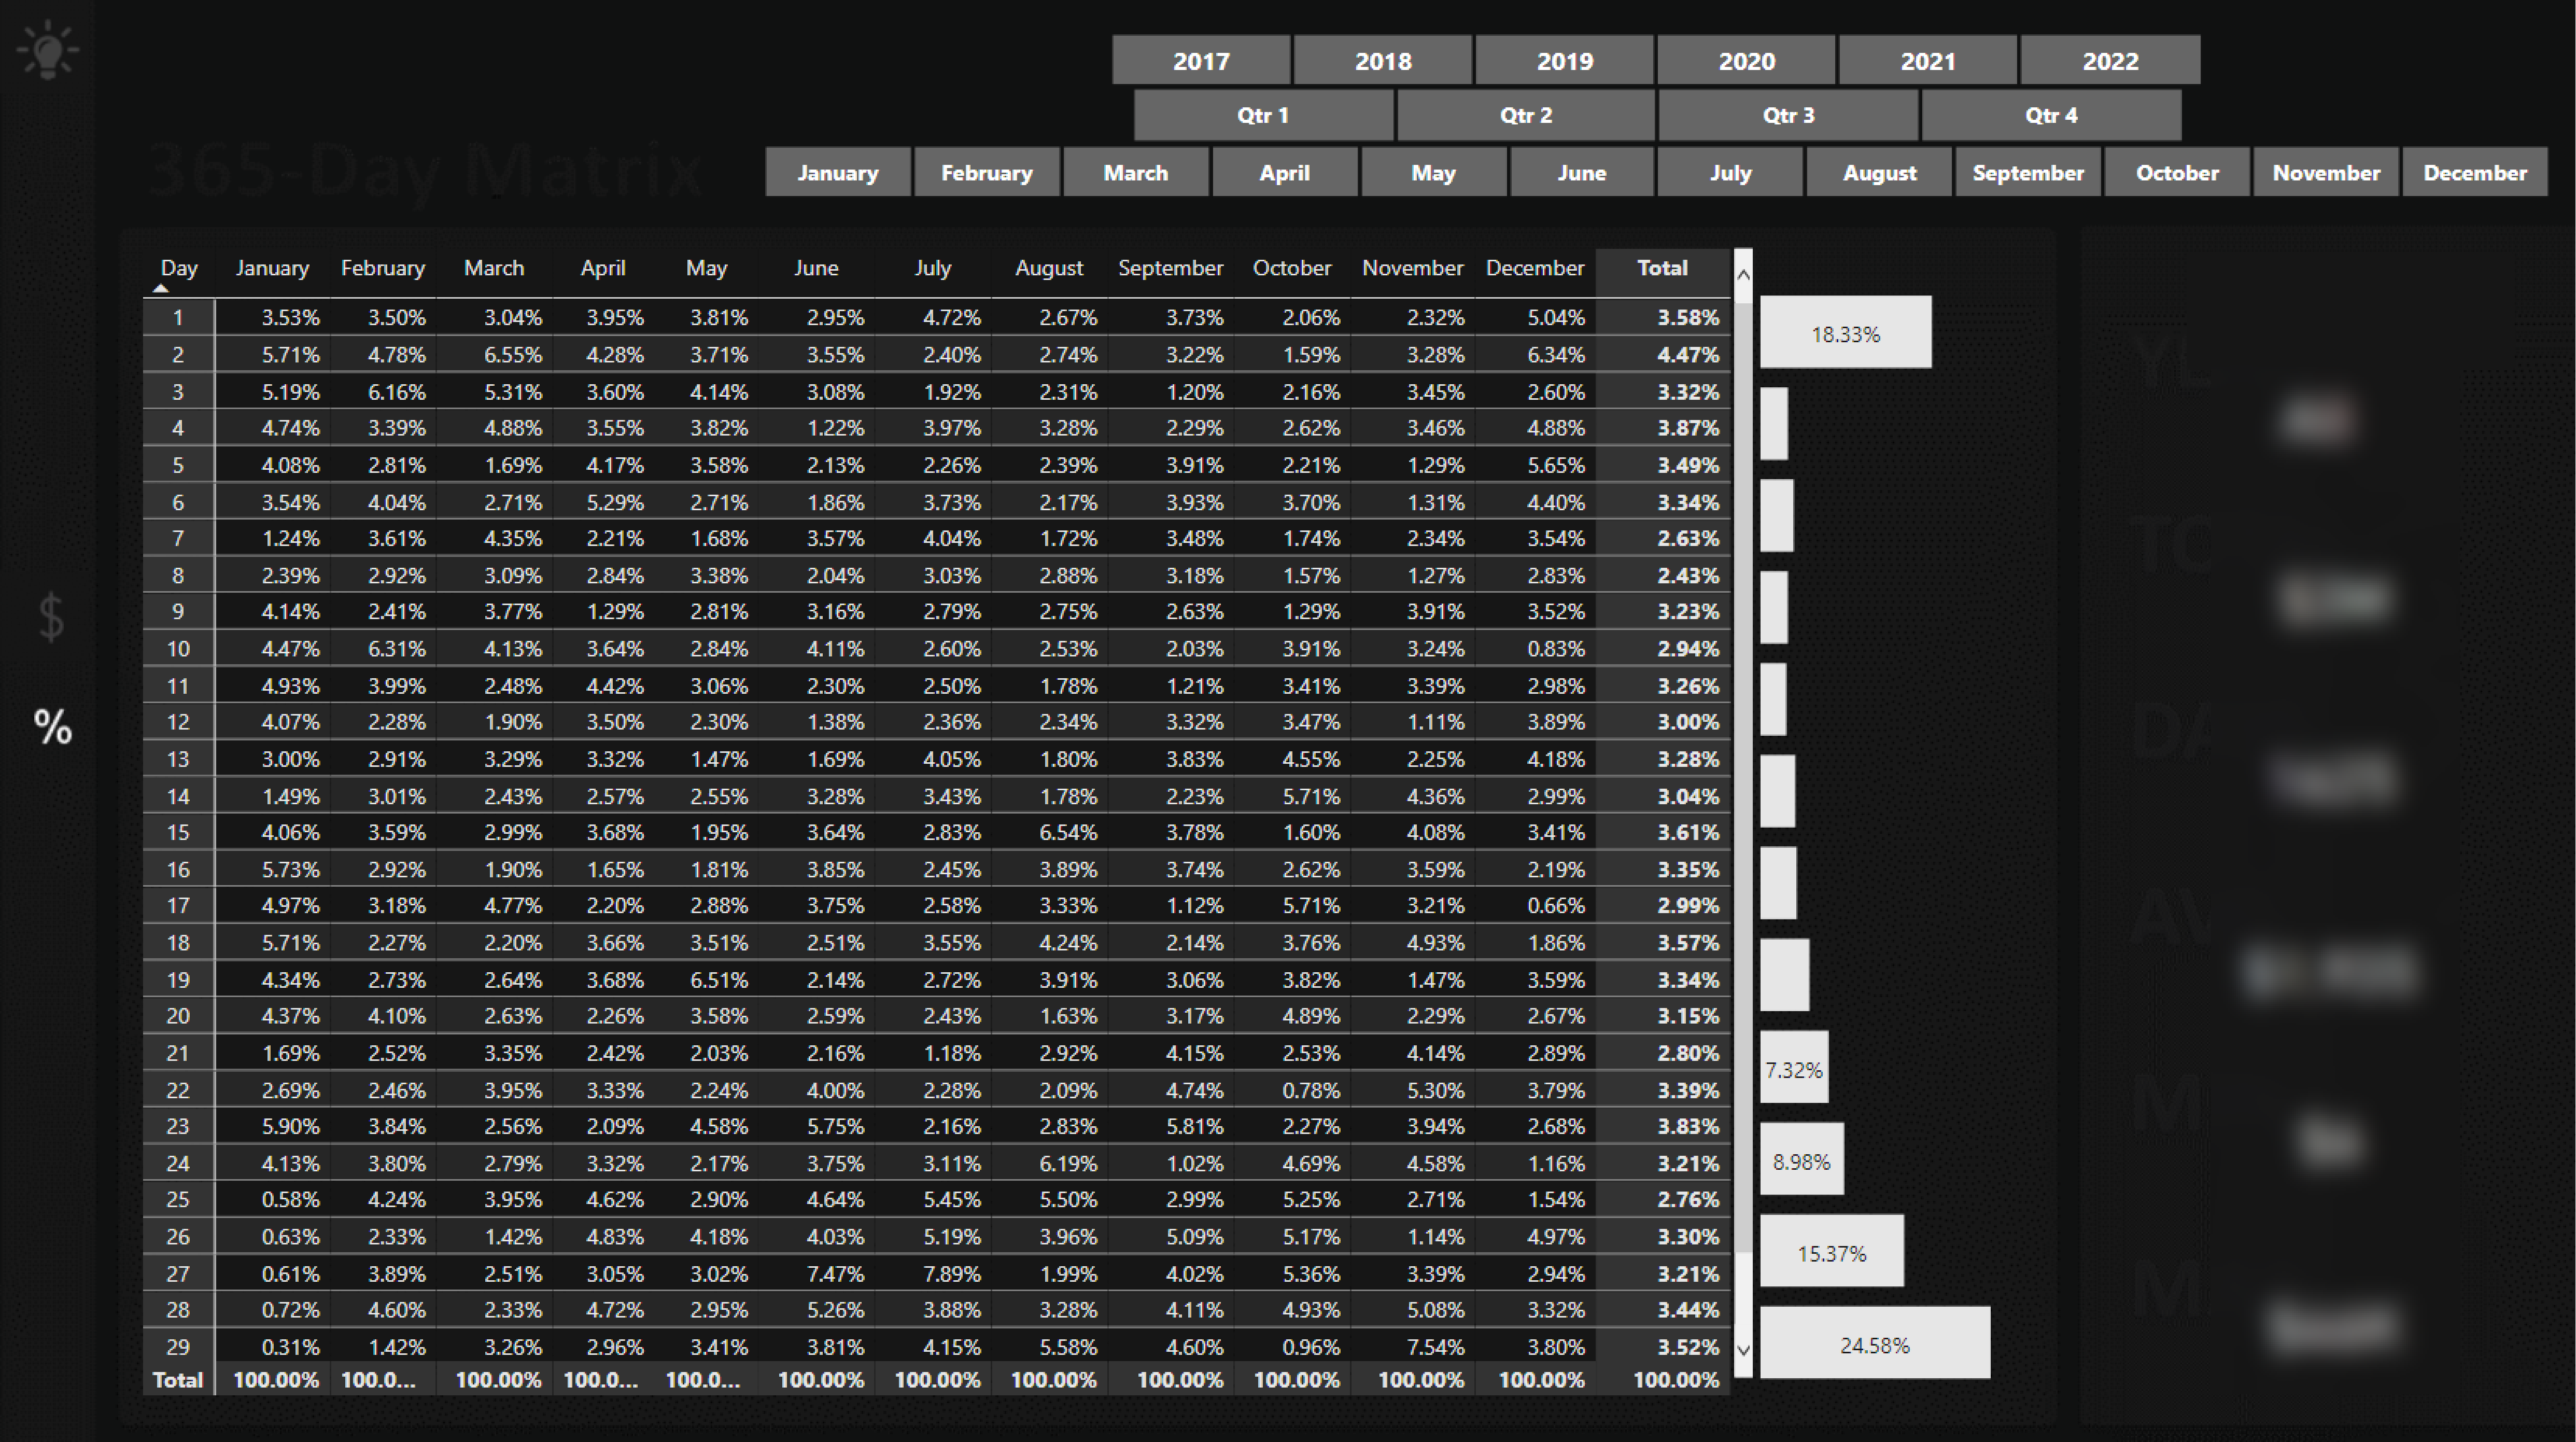 2017 2018 2019 2020 2021 2022
Qtr 1 Qtr 2 Qtr 3 Qtr 4
365-Day Matrix
January February March April May June July August September October November December
Day January February March April May June July August September October November December Total
1 3.53% 3.50% 3.04% 3.95% 3.81% 2.95% 4.72% 2.67% 3.73% 2.06% 2.32% 5.04% 3.58%
18.33%
2 5.71% 4.78% 6.55% 4.28% 3.71% 3.55% 2.40% 2.74% 3.22% 1.59% 3.28% 6.34% 4.47%
3 5.19% 6.16% 5.31% 3.60% 4.14% 3.08% 1.92% 2.31% 1.20% 2.16% 3.45% 2.60% 3.32%
4 4.74% 3.39% 4.88% 3.55% 3.82% 1.22% 3.97% 3.28% 2.29% 2.62% 3.46% 4.88% 3.87%
5 4.08% 2.81% 1.69% 4.17% 3.58% 2.13% 2.26% 2.39% 3.91% 2.21% 1.29% 5.65% 3.49%
6 3.54% 4.04% 2.71% 5.29% 2.71% 1.86% 3.73% 2.17% 3.93% 3.70% 1.31% 4.40% 3.34%
7 1.24% 3.61% 4.35% 2.21% 1.68% 3.57% 4.04% 1.72% 3.48% 1.74% 2.34% 3.54% 2.63%
8 2.39% 2.92% 3.09% 2.84% 3.38% 2.04% 3.03% 2.88% 3.18% 1.57% 1.27% 2.83% 2.43%
$
9 4.14% 2.41% 3.77% 1.29% 2.81% 3.16% 2.79% 2.75% 2.63% 1.29% 3.91% 3.52% 3.23%
10 4.47% 6.31% 4.13% 3.64% 2.84% 4.11% 2.60% 2.53% 2.03% 3.91% 3.24% 0.83% 2.94%
11 4.93% 3.99% 2.48% 4.42% 3.06% 2.30% 2.50% 1.78% 1.21% 3.41% 3.39% 2.98% 3.26%
%
12 4.07% 2.28% 1.90% 3.50% 2.30% 1.38% 2.36% 2.34% 3.32% 3.47% 1.11% 3.89% 3.00%
13 3.00% 2.91% 3.29% 3.32% 1.47% 1.69% 4.05% 1.80% 3.83% 4.55% 2.25% 4.18% 3.28%
14 1.49% 3.01% 2.43% 2.57% 2.55% 3.28% 3.43% 1.78% 2.23% 5.71% 4.36% 2.99% 3.04%
15 4.06% 3.59% 2.99% 3.68% 1.95% 3.64% 2.83% 6.54% 3.78% 1.60% 4.08% 3.41% 3.61%
16 5.73% 2.92% 1.90% 1.65% 1.81% 3.85% 2.45% 3.89% 3.74% 2.62% 3.59% 2.19% 3.35%
17 4.97% 3.18% 4.77% 2.20% 2.88% 3.75% 2.58% 3.33% 1.12% 5.71% 3.21% 0.66% 2.99%
18 5.71% 2.27% 2.20% 3.66% 3.51% 2.51% 3.55% 4.24% 2.14% 3.76% 4.93% 1.86% 3.57%
19 4.34% 2.73% 2.64% 3.68% 6.51% 2.14% 2.72% 3.91% 3.06% 3.82% 1.47% 3.59% 3.34%
20 4.37% 4.10% 2.63% 2.26% 3.58% 2.59% 2.43% 1.63% 3.17% 4.89% 2.29% 2.67% 3.15%
21 1.69% 2.52% 3.35% 2.42% 2.03% 2.16% 1.18% 2.92% 4.15% 2.53% 4.14% 2.89% 2.80%
7.32%
22 2.69% 2.46% 3.95% 3.33% 2.24% 4.00% 2.28% 2.09% 4.74% 0.78% 5.30% 3.79% 3.39%
23 5.90% 3.84% 2.56% 2.09% 4.58% 5.75% 2.16% 2.83% 5.81% 2.27% 3.94% 2.68% 3.83%
24 4.13% 3.80% 2.79% 3.32% 2.17% 3.75% 3.11% 6.19% 1.02% 4.69% 4.58% 1.16% 3.21%
8.98%
25 0.58% 4.24% 3.95% 4.62% 2.90% 4.64% 5.45% 5.50% 2.99% 5.25% 2.71% 1.54% 2.76%
26 0.63% 2.33% 1.42% 4.83% 4.18% 4.03% 5.19% 3.96% 5.09% 5.17% 1.14% 4.97% 3.30%
15.37%
27 0.61% 3.89% 2.51% 3.05% 3.02% 7.47% 7.89% 1.99% 4.02% 5.36% 3.39% 2.94% 3.21%
28 0.72% 4.60% 2.33% 4.72% 2.95% 5.26% 3.88% 3.28% 4.11% 4.93% 5.08% 3.32% 3.44%
29 0.31% 1.42% 3.26% 2.96% 3.41% 3.81% 4.15% 5.58% 4.60% 0.96% 7.54% 3.80% 3.52%
24.58%
Total 100.00% 100.0... 100.00% 100.0... 100.0... 100.00% 100.00% 100.00% 100.00% 100.00% 100.00% 100.00% 100.00%